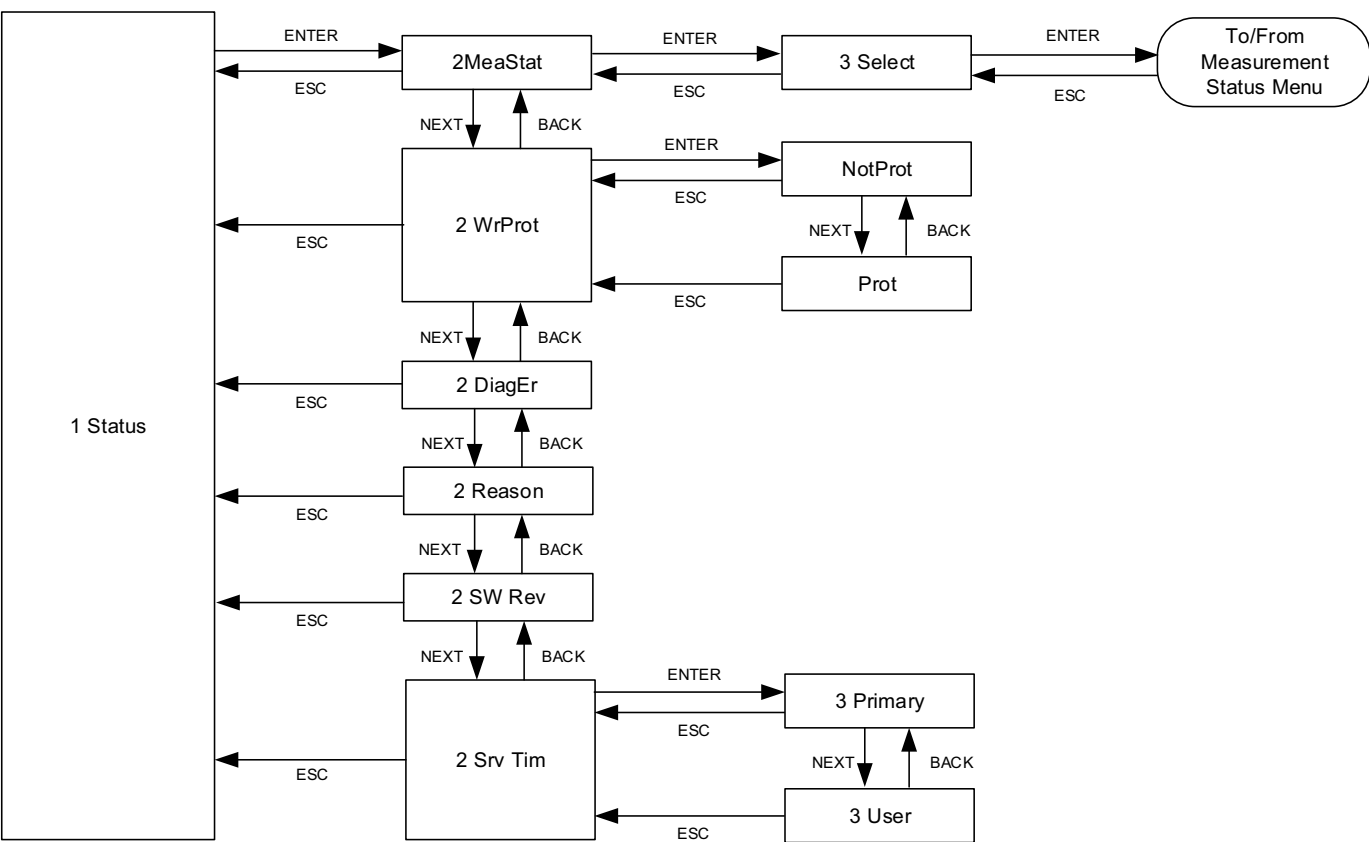 ENTER
ESC
2MeaStat
ENTER
ESC
3 Select
ENTER
ESC
To/From
Measurement
Status Menu
NEXT
BACK
2 WrProt
ESC
ENTER
ESC
NotProt
NEXT
BACK
Prot
ESC
NEXT
BACK
2 DiagEr
ESC
1 Status
NEXT
BACK
2 Reason
ESC
NEXT
BACK
2 SW Rev
ESC
NEXT
BACK
2 Srv Tim
ESC
ENTER
ESC
3 Primary
NEXT
BACK
3 User
ESC